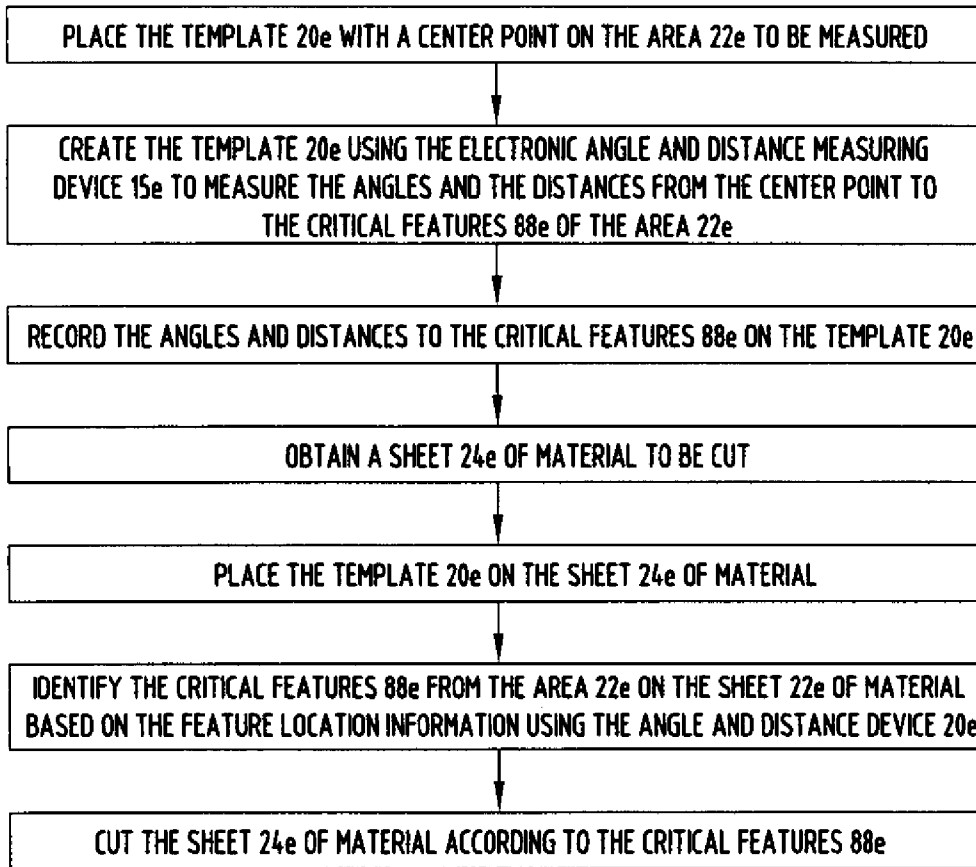 PLACE THE TEMPLATE 20e WITH A CENTER POINT ON THE AREA 22e TO BE MEASURED
CREATE THE TEMPLATE 20e USING THE ELECTRONIC ANGLE AND DISTANCE MEASURING
DEVICE 15e TO MEASURE THE ANGLES AND THE DISTANCES FROM THE CENTER POINT TO
THE CRITICAL FEATURES 88e OF THE AREA 22e
RECORD THE ANGLES AND DISTANCES TO THE CRITICAL FEATURES 88e ON THE TEMPLATE 20e
OBTAIN A SHEET 24e OF MATERIAL TO BE CUT
PLACE THE TEMPLATE 20e ON THE SHEET 24e OF MATERIAL
IDENTIFY THE CRITICAL FEATURES 88e FROM THE AREA 22e ON THE SHEET 22e OF MATERIAL
BASED ON THE FEATURE LOCATION INFORMATION USING THE ANGLE AND DISTANCE DEVICE 20e
CUT THE SHEET 24e OF MATERIAL ACCORDING TO THE CRITICAL FEATURES 88e